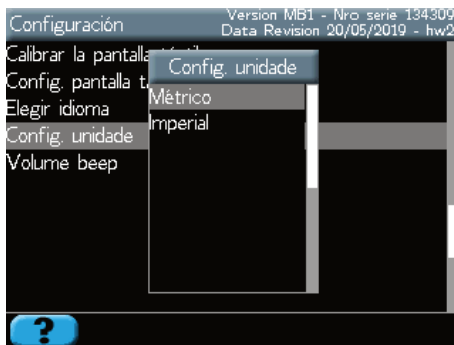 Configuración
Version MB1 - Nro serie 134309
Data Revision 20/05/2019 - hw2
Calibrar la pantalla
Config. pantalla t
Elegir idioma
Config. unidade
Volume beep
Config. unidade
Métrico
Imperial
?